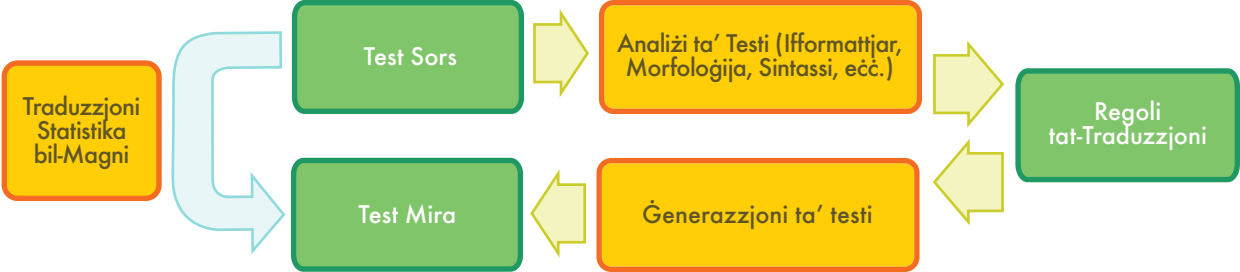 Traduzzjoni
Statistika
bil-Magni
Test Sors
Analiżi ta’ Testi (Ifformattjar,
Morfoloġija, Sintassi, eċċ.)
Regoli
tat-Traduzzjoni
Test Mira
Ġenerazzjoni ta’ testi